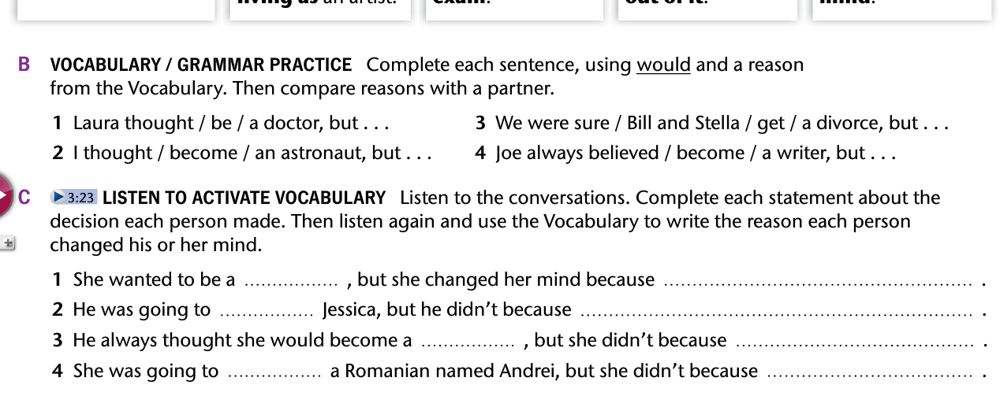 living as an artist.
exam.
out of it.
mind.
B VOCABULARY / GRAMMAR PRACTICE Complete each sentence, using would and a reason
from the Vocabulary. Then compare reasons with a partner.
1 Laura thought / be / a doctor, but . . .
2 I thought / become / an astronaut, but . . .
3 We were sure / Bill and Stella / get / a divorce, but . . .
4 Joe always believed / become / a writer, but . . .
C 3:23 LISTEN TO ACTIVATE VOCABULARY Listen to the conversations. Complete each statement about the
decision each person made. Then listen again and use the Vocabulary to write the reason each person
changed his or her mind.
1 She wanted to be a ................. , but she changed her mind because ........................................................ .
2 He was going to ................. Jessica, but he didn’t because ....................................................................... .
3 He always thought she would become a ................. , but she didn’t because ........................................... .
4 She was going to ................. a Romanian named Andrei, but she didn’t because ..................................... .